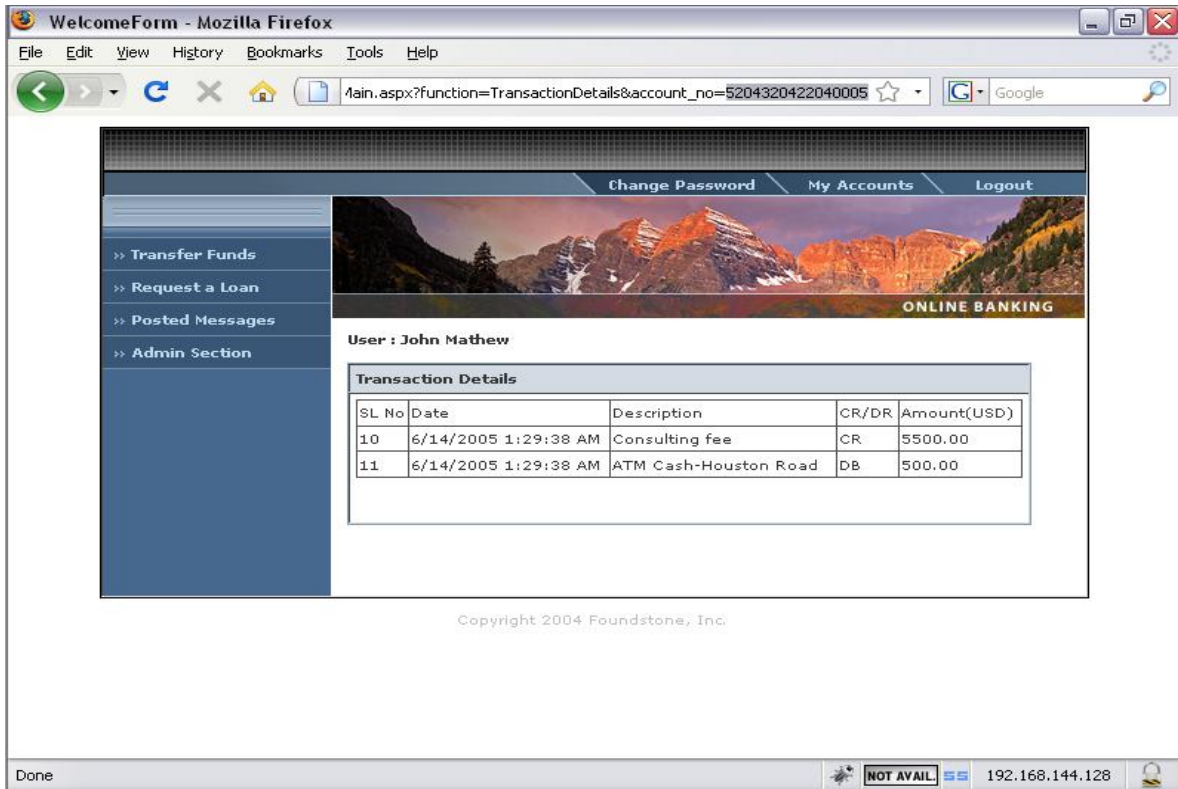 WelcomeForm - Mozilla Firefox
File Edit View History Bookmarks Tools Help
Main.aspx?function=TransactionDetails&account_no=5204320422040005 G Google
Change Password My Accounts Logout
›› Transfer Funds
›› Request a Loan
›› Posted Messages
›› Admin Section
ONLINE BANKING
User : John Mathew
Transaction Details
SL No Date Description CR/DR Amount(USD)
10 6/14/2005 1:29:38 AM Consulting fee CR 5500.00
11 6/14/2005 1:29:38 AM ATM Cash-Houston Road DB 500.00
Copyright 2004 Foundstone, Inc.
Done NOT AVAIL. 192.168.144.128